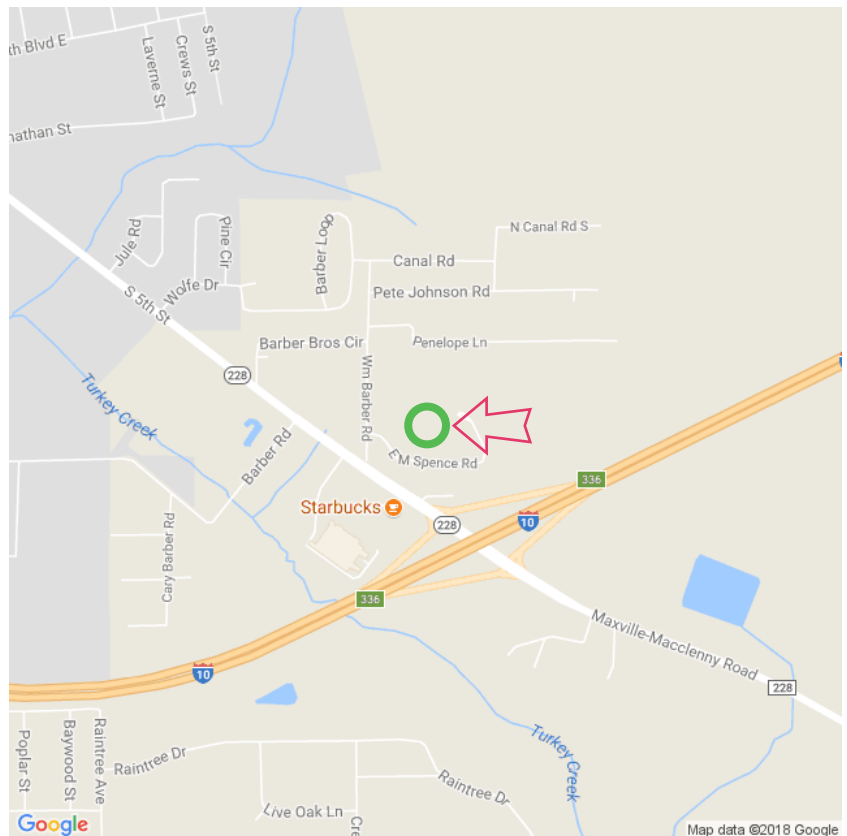 th Blvd E
Laverne St
Crews St
S 5th St
nathan St
Jule Rd
Pine Cir
Wolfe Dr
Barber Loop
N Canal Rd S
Canal Rd
Pete Johnson Rd
S 5th St
Barber Bros Cir
Penelope Ln
Wm Barber Rd
228
Turkey Creek
Barber Rd
EM Spence Rd
336
Starbucks
228
10
Cary Barber Rd
336
Maxville-Macclenny Road
10
228
Poplar St
Baywood St
Raintree Ave
Raintree Dr
Turkey Creek
Raintree Dr
Live Oak Ln
Cre
Google
Map data ©2018 Google